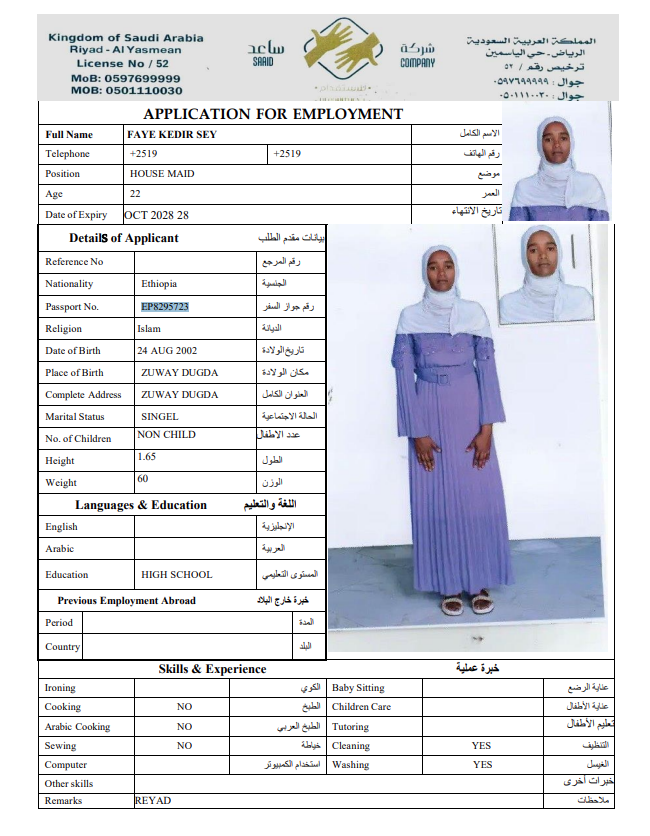 Kingdom of Saudi Arabia
Riyad - Al Yasmean
License No / 52
MoB: 0597699999
MOB: 0501110030
ساعد
SAAID
شركة
COMPANY
المملكة العربية السعودية
الرياض - حي الياسمين
ترخيص رقم / ٥٢
جوال : ٠٥٩٧٦٩٩٩٩٩
جوال : ٠٥٠١١١٠٠٣٠
APPLICATION FOR EMPLOYMENT
Full Name FAYE KEDIR SEY الاسم الكامل
Telephone +2519 +2519 رقم الهاتف
Position HOUSE MAID موضع
Age 22 العمر
Date of Expiry OCT 2028 28 تاريخ الانتهاء
Details of Applicant بيانات مقدم الطلب
Reference No رقم المرجع
Nationality Ethiopia الجنسية
Passport No. EP8295723 رقم جواز السفر
Religion Islam الديانة
Date of Birth 24 AUG 2002 تاريخ الولادة
Place of Birth ZUWAY DUGDA مكان الولادة
Complete Address ZUWAY DUGDA العنوان الكامل
Marital Status SINGEL الحالة الاجتماعية
No. of Children NON CHILD عدد الاطفال
Height 1.65 الطول
Weight 60 الوزن
Languages & Education اللغة والتعليم
English الإنجليزية
Arabic العربية
Education HIGH SCHOOL المستوى التعليمي
Previous Employment Abroad خبرة خارج البلاد
Period المدة
Country البلد
Skills & Experience خبرة عملية
Ironing الكوي Baby Sitting عناية الرضع
Cooking NO الطبخ Children Care عناية الأطفال
Arabic Cooking NO الطبخ العربي Tutoring تعليم الأطفال
Sewing NO خياطة Cleaning YES التنظيف
Computer استخدام الكمبيوتر Washing YES الغسيل
Other skills خبرات أخرى
Remarks REYAD ملاحظات